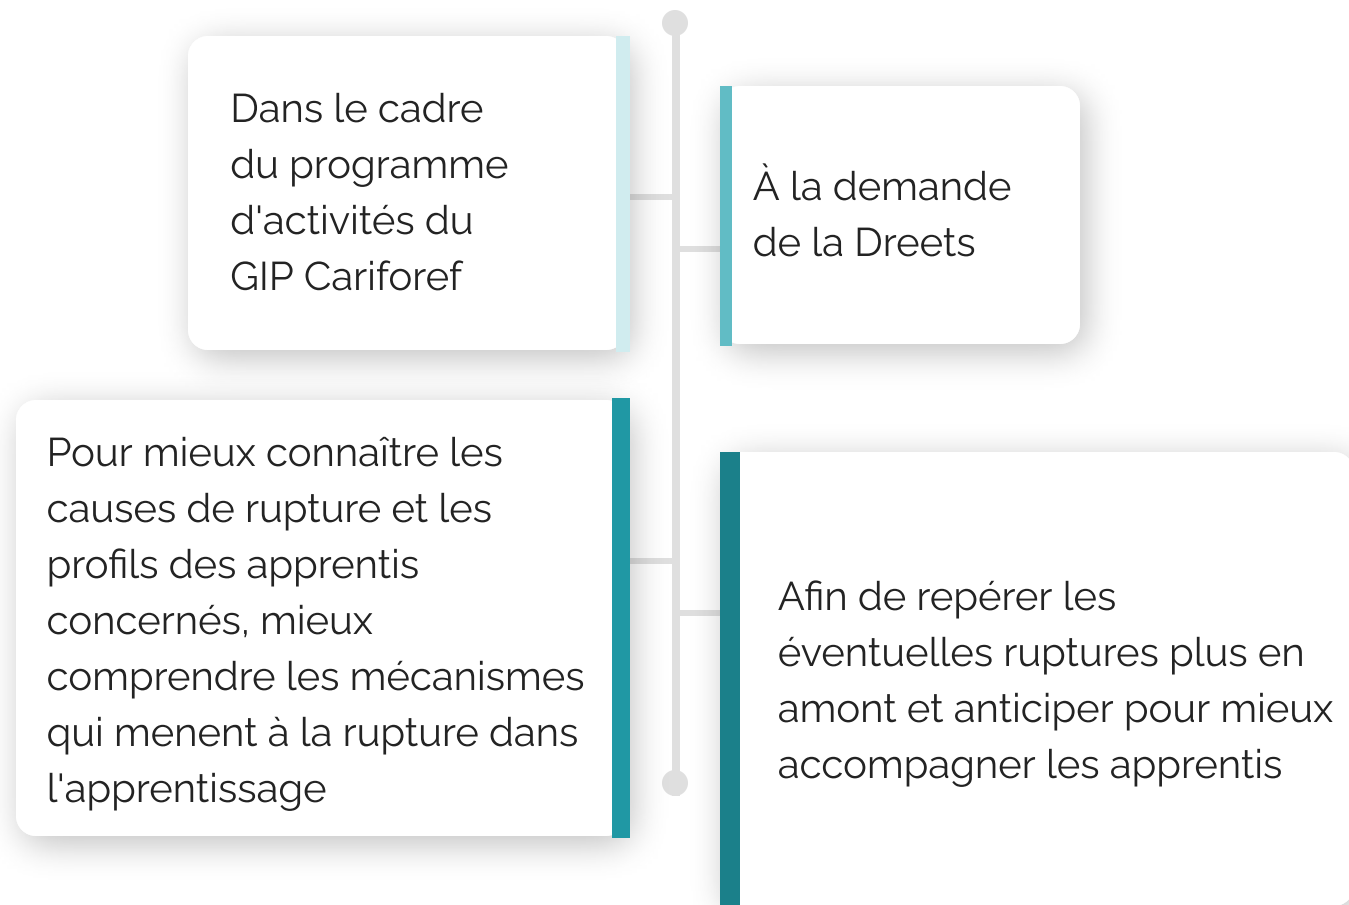 Dans le cadre
du programme
d'activités du
GIP Cariforef
À la demande
de la Dreets
Pour mieux connaître les
causes de rupture et les
profils des apprentis
concernés, mieux
comprendre les mécanismes
qui menent à la rupture dans
l'apprentissage
Afin de repérer les
éventuelles ruptures plus en
amont et anticiper pour mieux
accompagner les apprentis